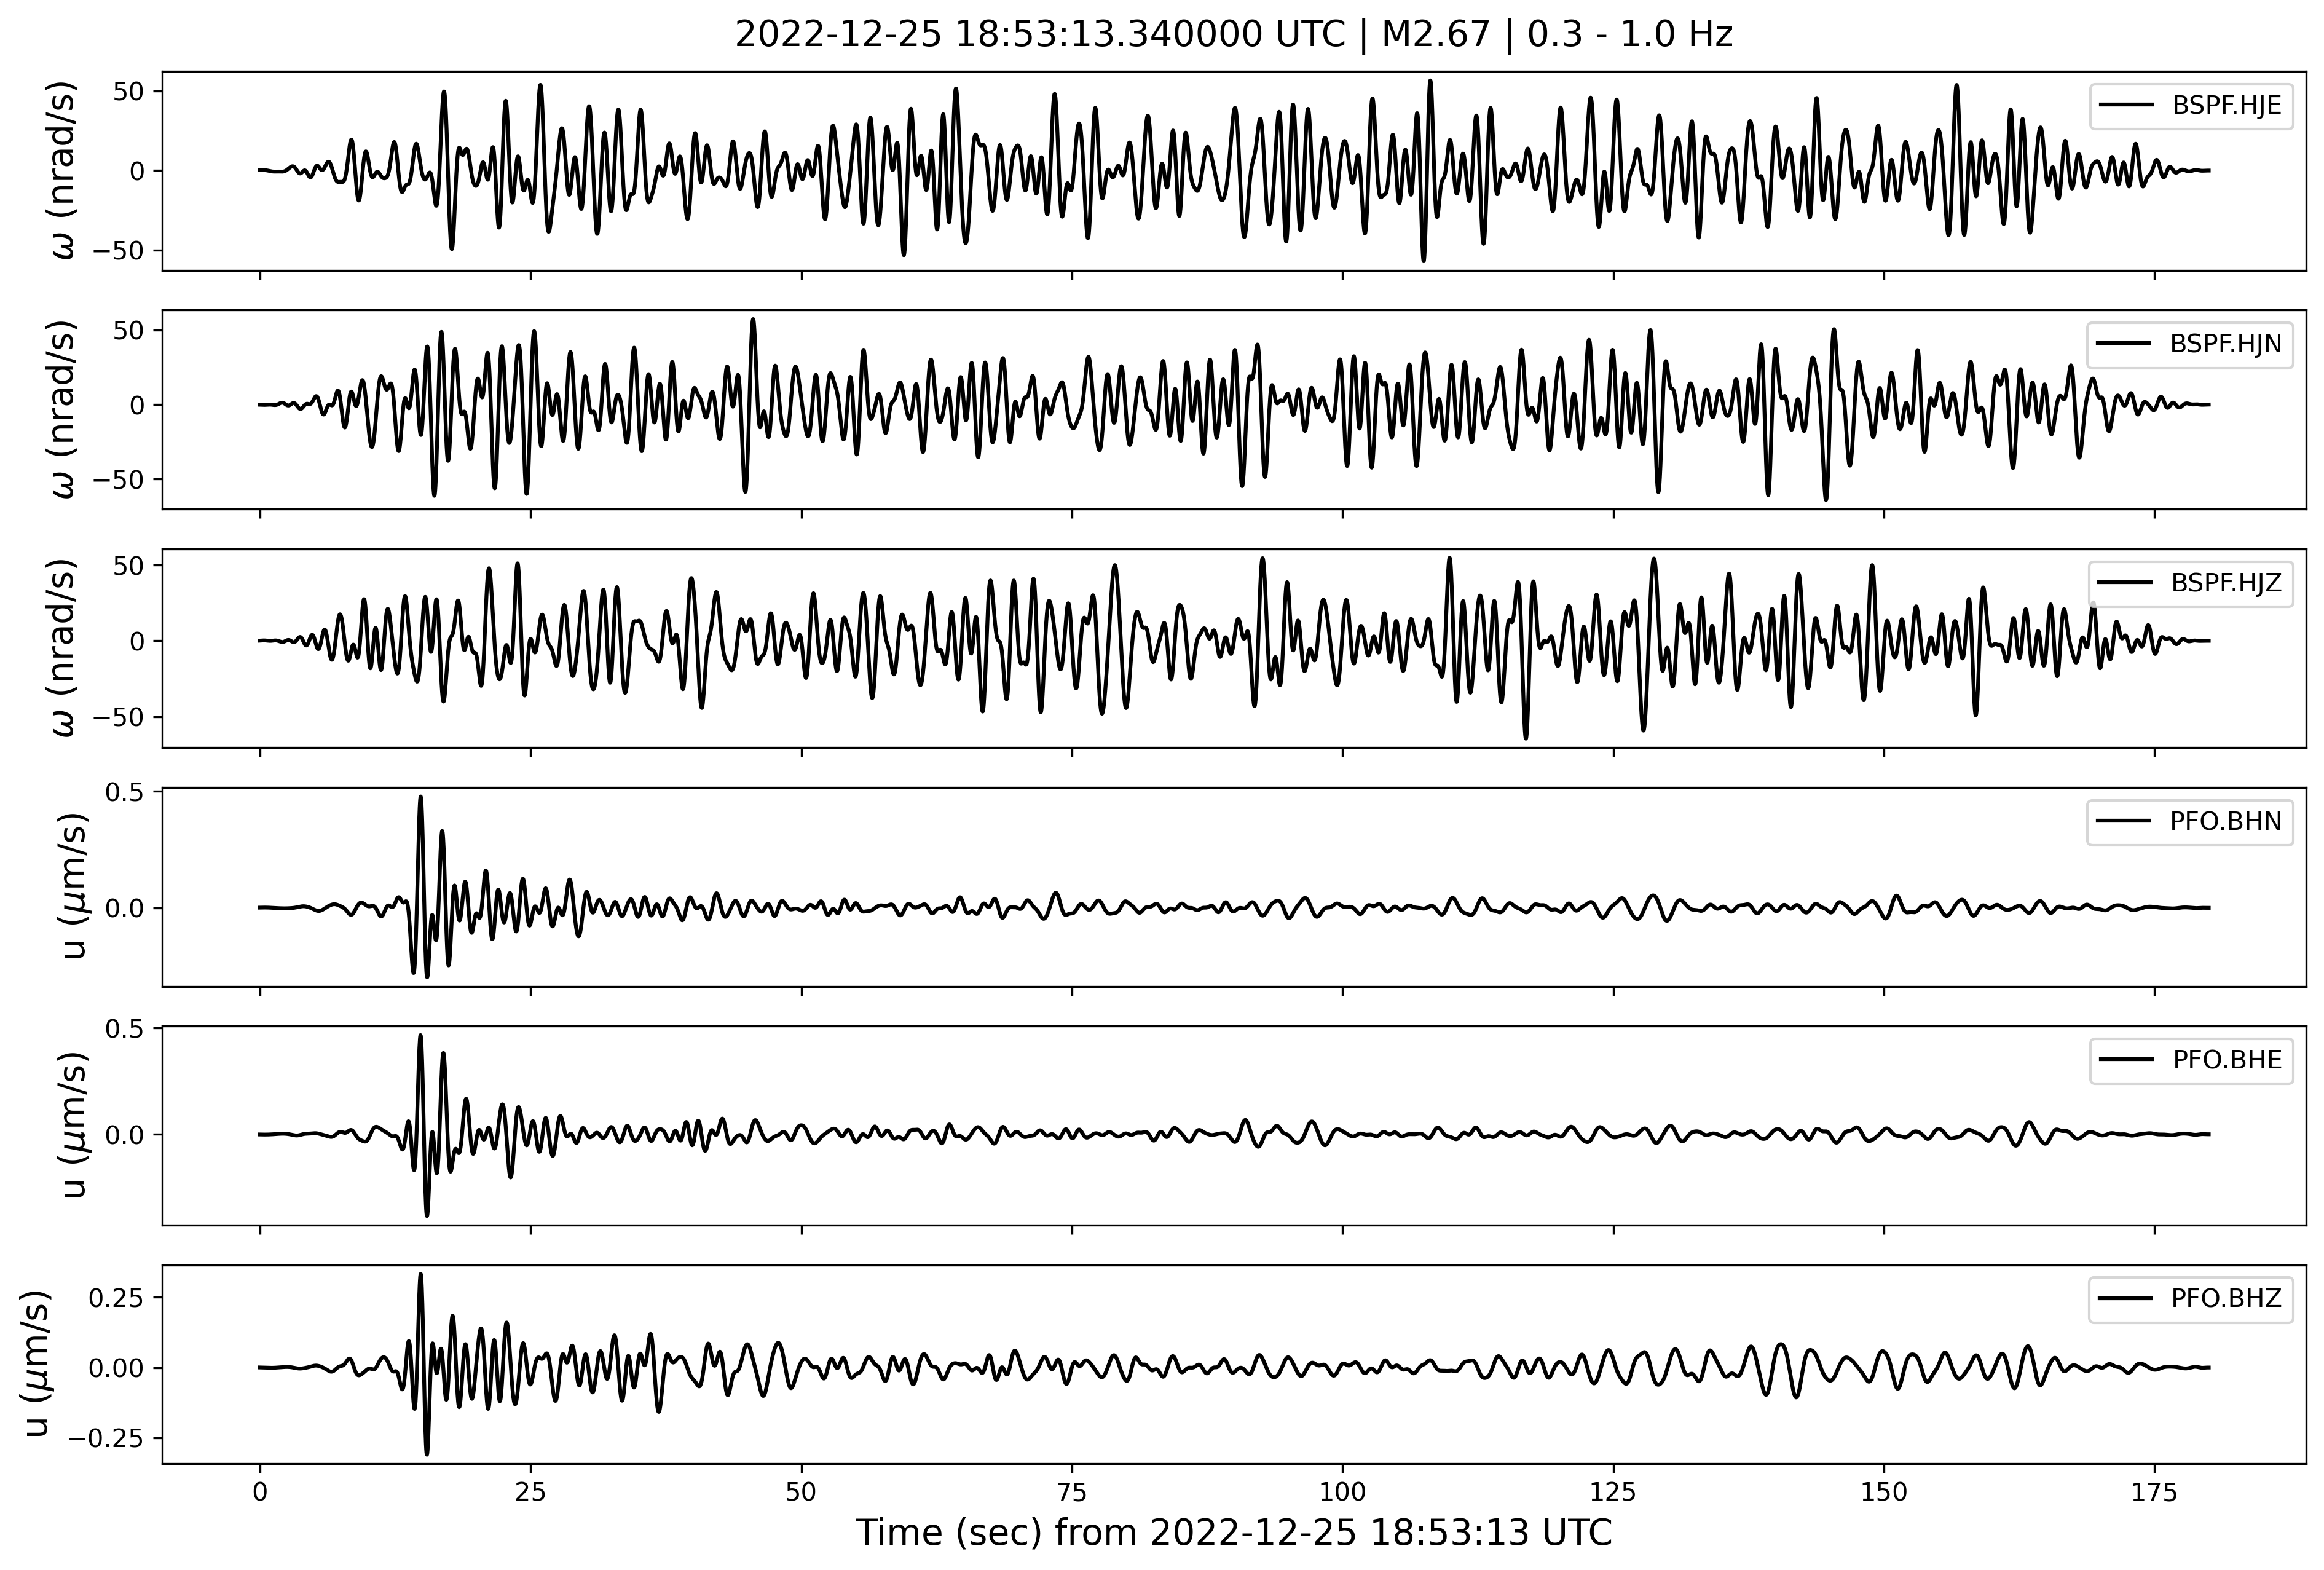 2022-12-25 18:53:13.340000 UTC | M2.67 | 0.3 - 1.0 Hz
ω (nrad/s)
50
0
−50
BSPF.HJE
ω (nrad/s)
50
0
−50
BSPF.HJN
ω (nrad/s)
50
0
−50
BSPF.HJZ
u (μm/s)
0.5
0.0
PFO.BHN
u (μm/s)
0.5
0.0
PFO.BHE
u (μm/s)
0.25
0.00
−0.25
PFO.BHZ
0 25 50 75 100 125 150 175
Time (sec) from 2022-12-25 18:53:13 UTC